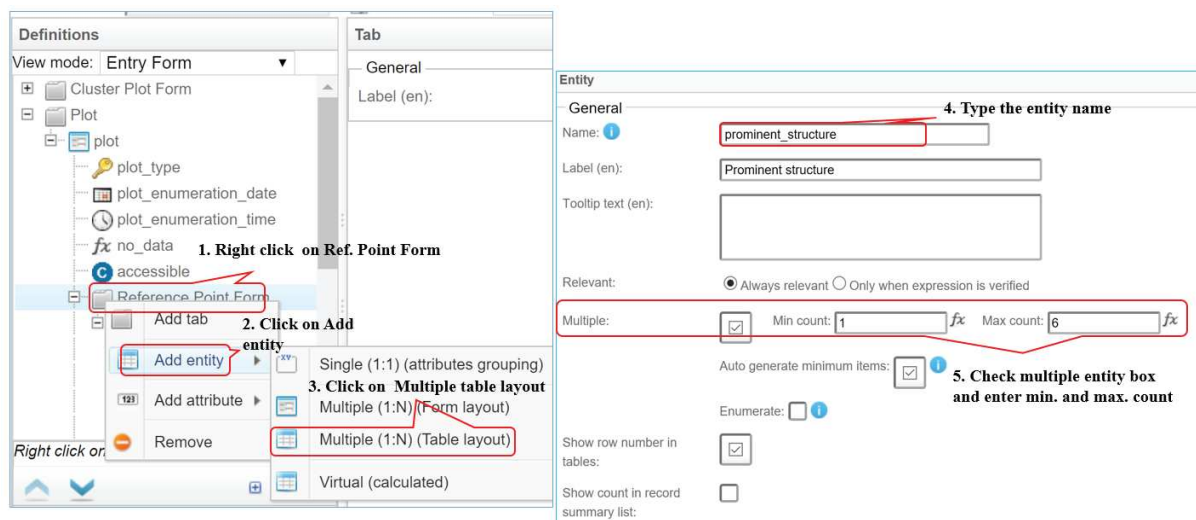 Definitions
View mode: Entry Form
Cluster Plot Form
Plot
plot
plot_type
plot_enumeration_date
plot_enumeration_time
fx no_data
1. Right click on Ref. Point Form
C accessible
Reference Point Form
Add tab
2. Click on Add
entity
Add entity
Single (1:1) (attributes grouping)
3. Click on Multiple table layout
Multiple (1:N) (Form layout)
Add attribute
Multiple (1:N) (Table layout)
Remove
Right click on
Virtual (calculated)
Tab
General
Label (en):
Entity
General
4. Type the entity name
Name: prominent_structure
Label (en): Prominent structure
Tooltip text (en):
Relevant: Always relevant Only when expression is verified
Multiple: Min count: 1 fx Max count: 6 fx
Auto generate minimum items:
5. Check multiple entity box
and enter min. and max. count
Enumerate:
Show row number in
tables:
Show count in record
summary list: